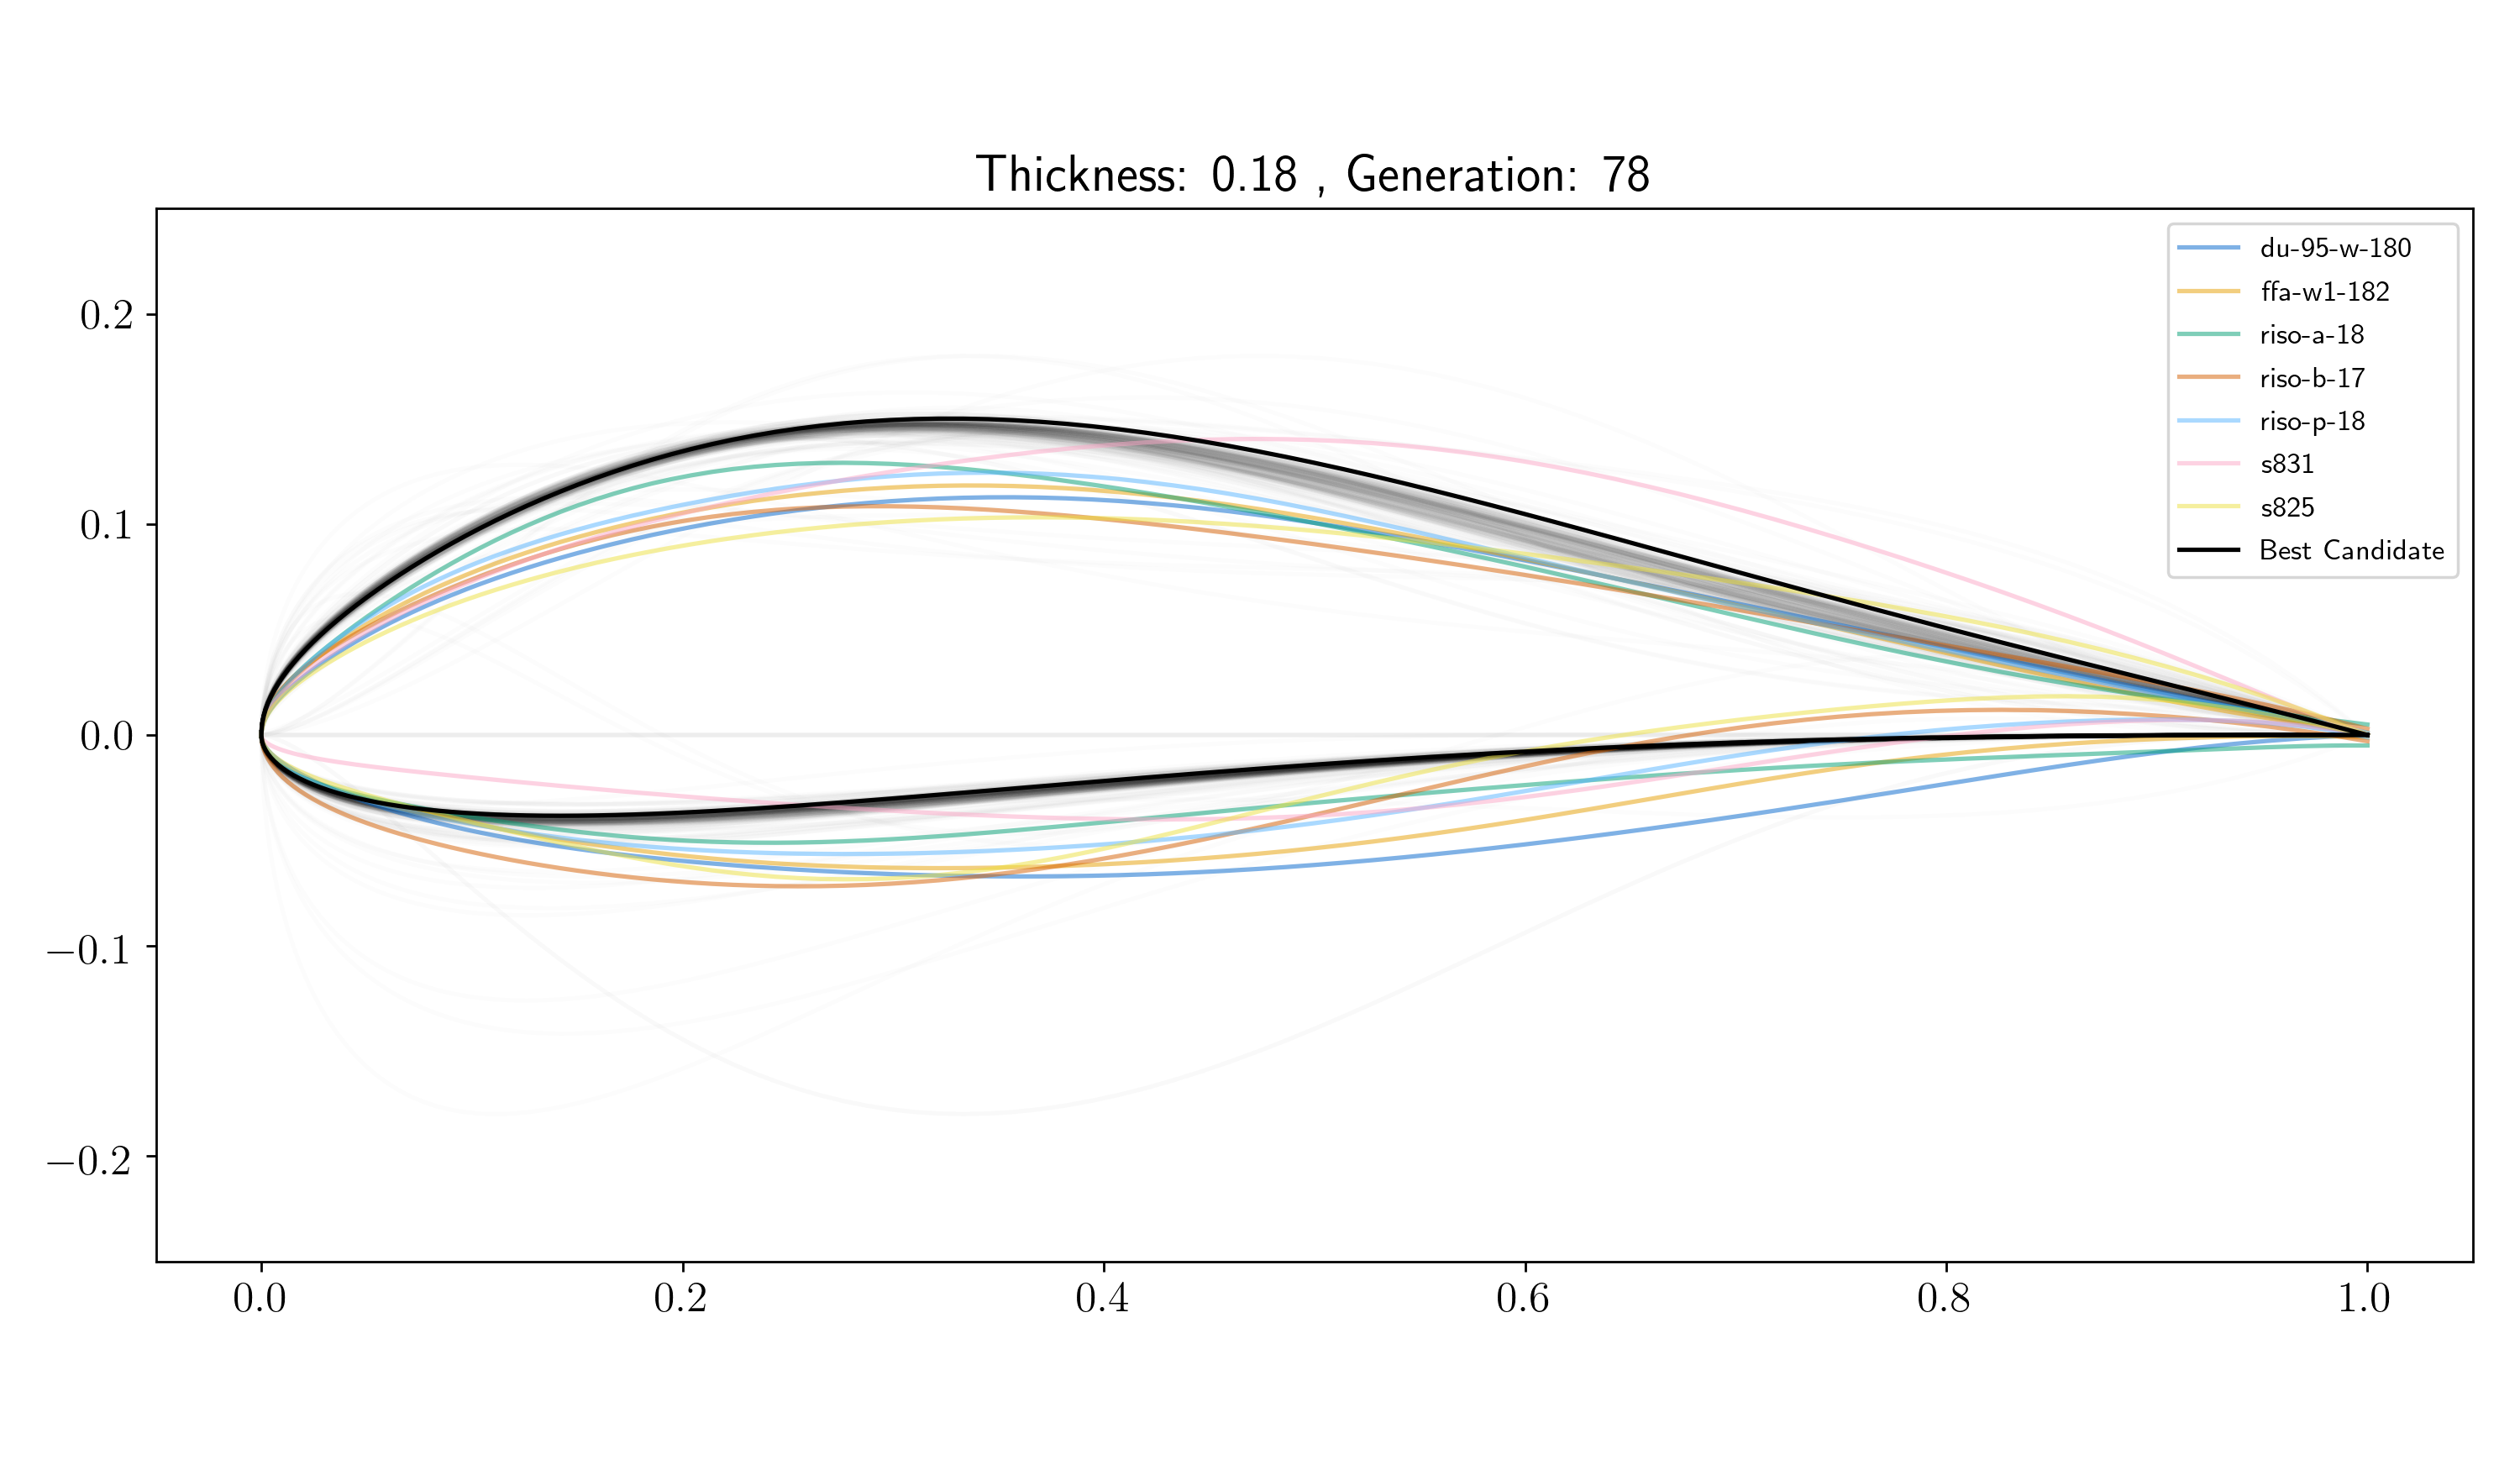 Thickness: 0.18 , Generation: 78
du-95-w-180
ffa-w1-182
riso-a-18
riso-b-17
riso-p-18
s831
s825
Best Candidate
0.2
0.1
0.0
−0.1
−0.2
0.0 0.2 0.4 0.6 0.8 1.0